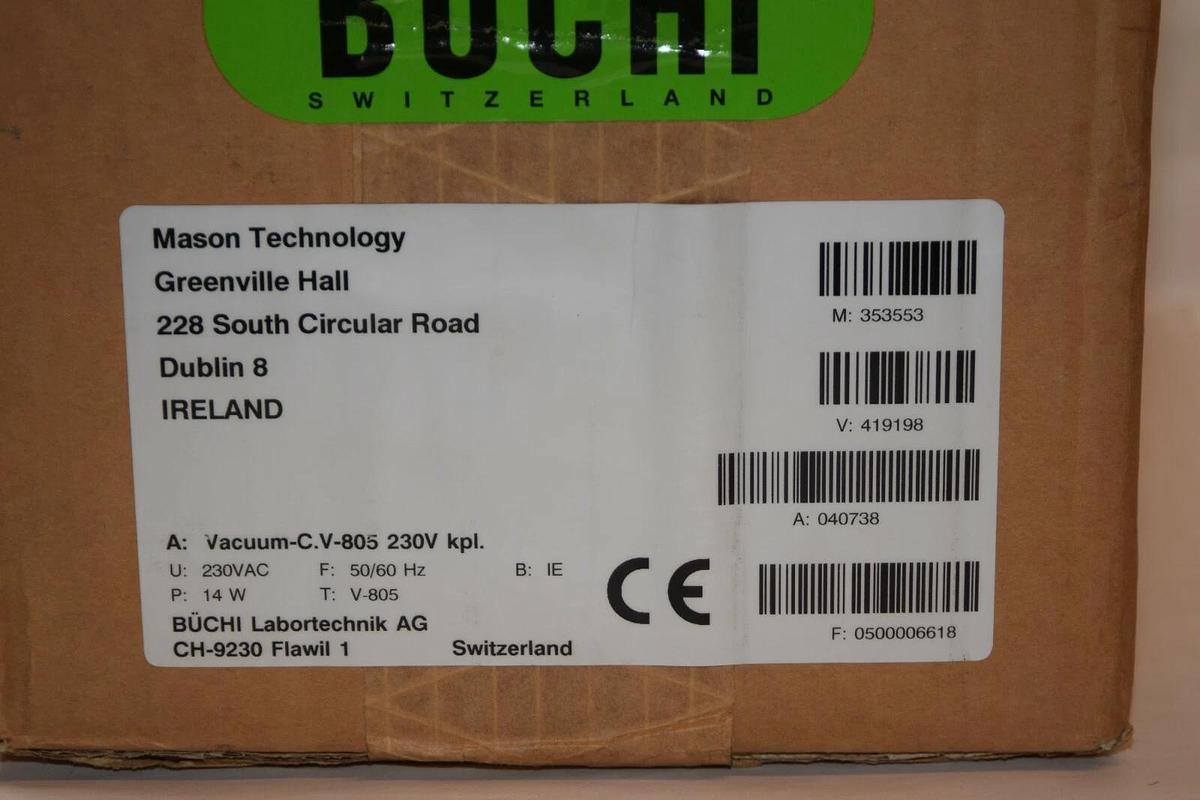 BÜCHI
SWITZERLAND
Mason Technology
Greenville Hall
228 South Circular Road
Dublin 8
IRELAND
M: 353553
V: 419198
A: 040738
A: Vacuum-C.V-805 230V kpl.
U: 230VAC F: 50/60 Hz B: IE
P: 14 W T: V-805
CE
BÜCHI Labortechnik AG
CH-9230 Flawil 1 Switzerland
F: 0500006618